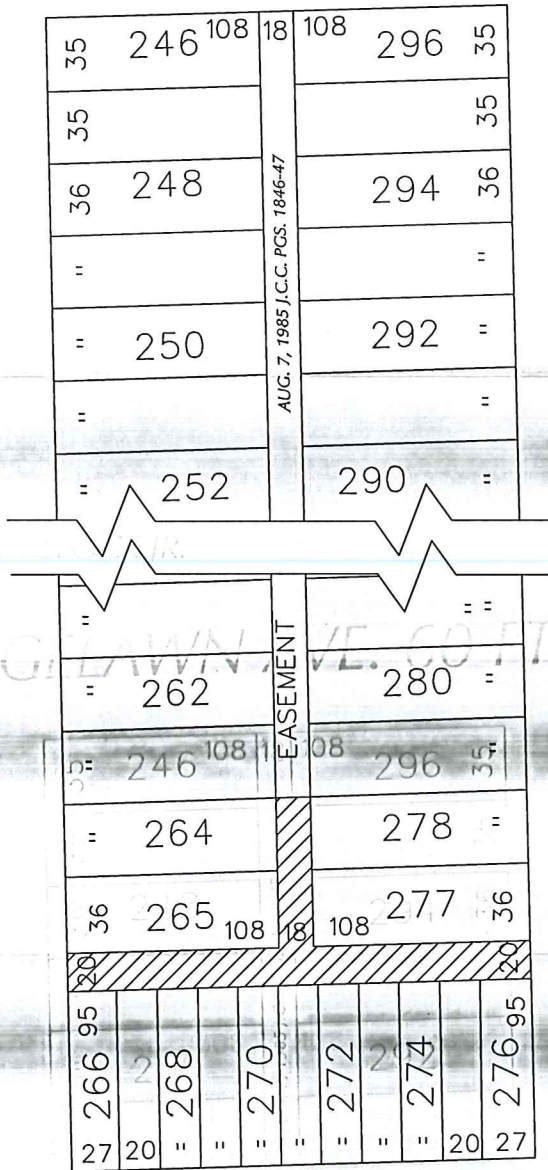 35 246 108 18 108 296 35
35 35
36 248 294 36
" "
" 250 292 "
" "
" 252 290 "
AUG. 7, 1985 J.C.C. PGS. 1846-47
" " "
" 262 280 "
EASEMENT
" 246 108 108 296 35 "
" 264 278 "
36 265 108 18 108 277 36
20 20
95 95
266 268 270 272 274 276
27 20 " " " " " " " 20 27